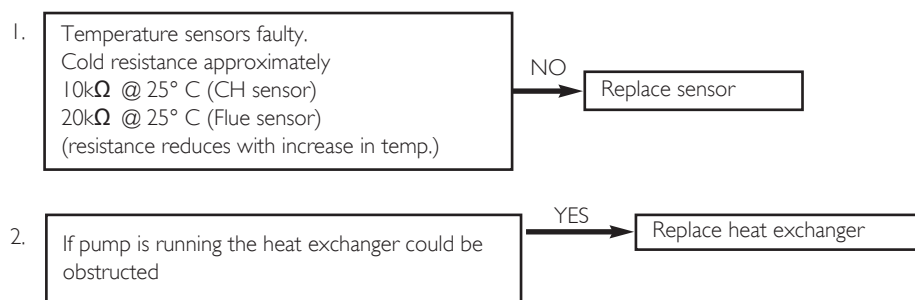 1.
Temperature sensors faulty.
Cold resistance approximately
10kΩ @ 25° C (CH sensor)
20kΩ @ 25° C (Flue sensor)
(resistance reduces with increase in temp.)
NO
Replace sensor
2.
If pump is running the heat exchanger could be
obstructed
YES
Replace heat exchanger